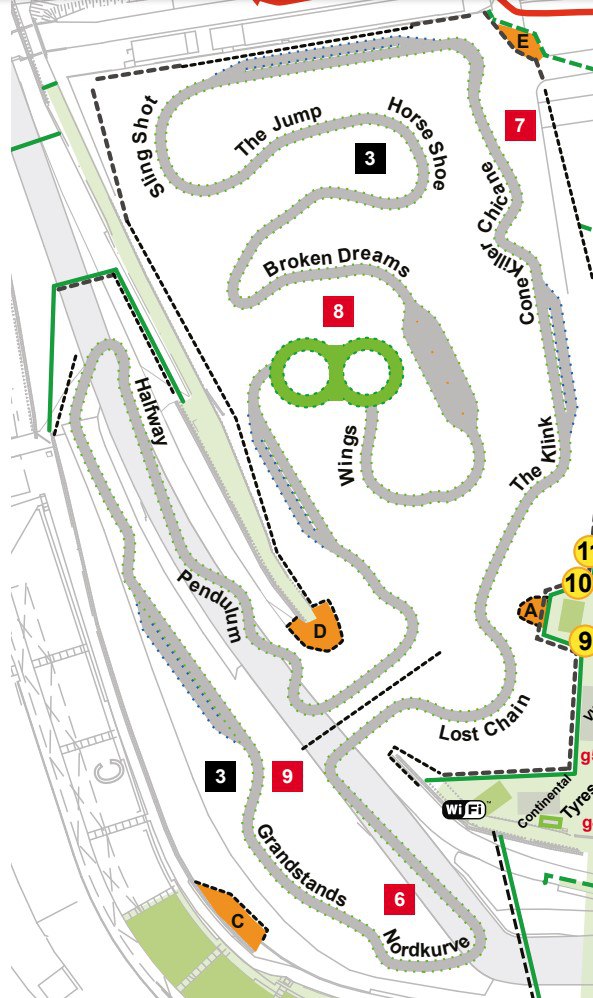 E
7
Sling Shot
The Jump
Horse Shoe
3
Cone Killer Chicane
Broken Dreams
8
Halfway
Wings
The Klink
11
10
A
9
Pendulum
D
Lost Chain
C
3
9
WiFi
Continental
Tyres
Grandstands
6
C
Nordkurve